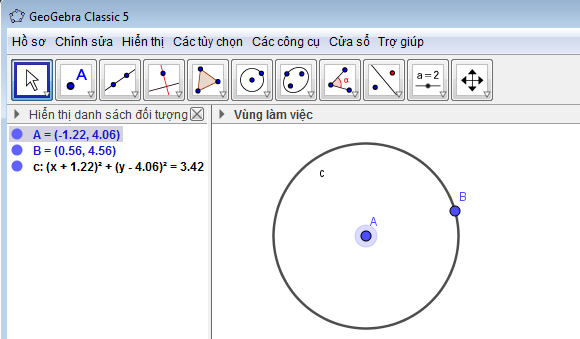 GeoGebra Classic 5
Hồ sơ Chỉnh sửa Hiển thị Các tùy chọn Các công cụ Cửa sổ Trợ giúp
A
α
a = 2
Hiển thị danh sách đối tượng
Vùng làm việc
A = (-1.22, 4.06)
B = (0.56, 4.56)
c: (x + 1.22)² + (y - 4.06)² = 3.42
c
B
A